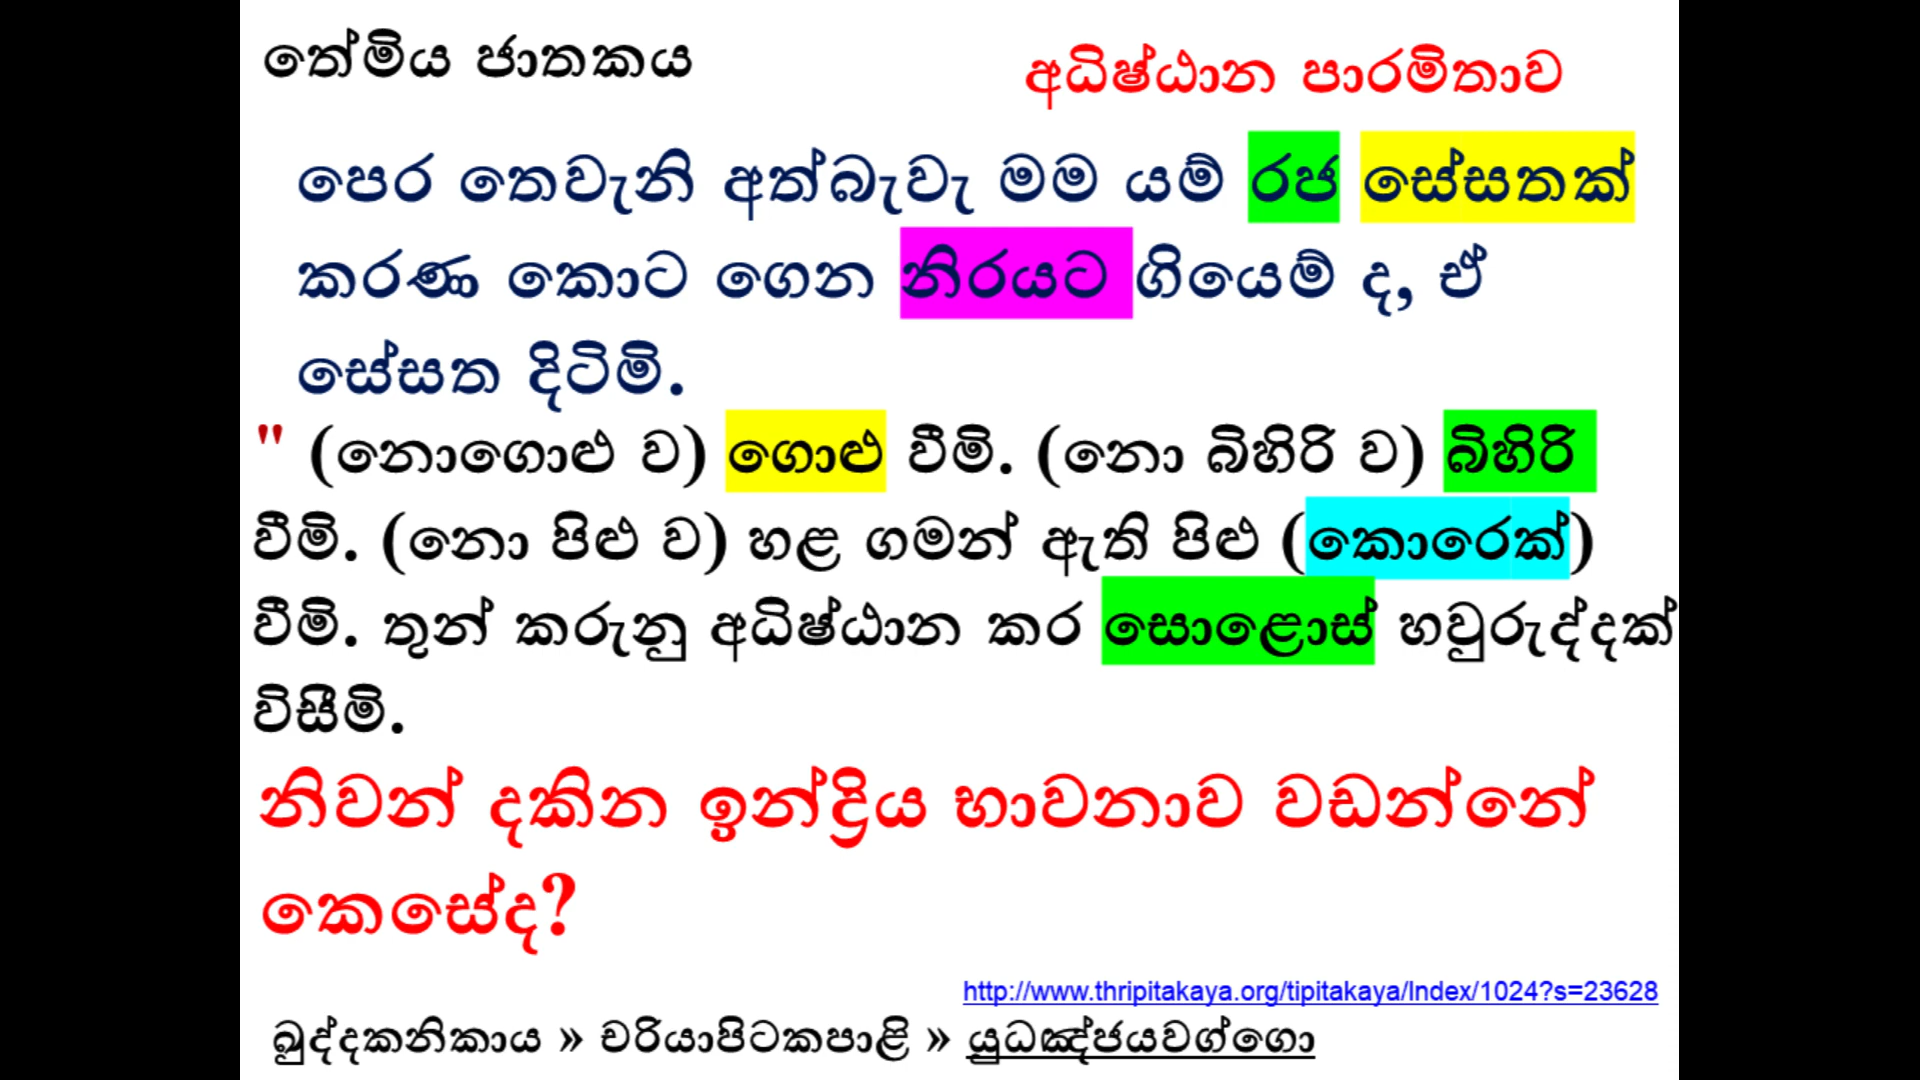 තේමිය ජාතකය
අධිෂ්ඨාන පාරමිතාව
පෙර තෙවැනි අත්බැවැ මම යම් රජ සේසතක්
කරණ කොට ගෙන නිරයට ගියෙම් ද, ඒ
සේසත දිටිමි.
" (නොගොළු ව) ගොළු වීමි. (නො බිහිරි ව) බිහිරි
වීමි. (නො පිළු ව) හළ ගමන් ඇති පිළු (කොරෙක්)
වීමි. තුන් කරුනු අධිෂ්ඨාන කර සොළොස් හවුරුද්දක්
විසීමි.
නිවන් දකින ඉන්ද්‍රිය භාවනාව වඩන්නේ
කෙසේද?
http://www.thripitakaya.org/tipitakaya/Index/1024?s=23628
ඛුද්දකනිකාය » චරියාපිටකපාළි » යුධඤ්ජයවග්ගො